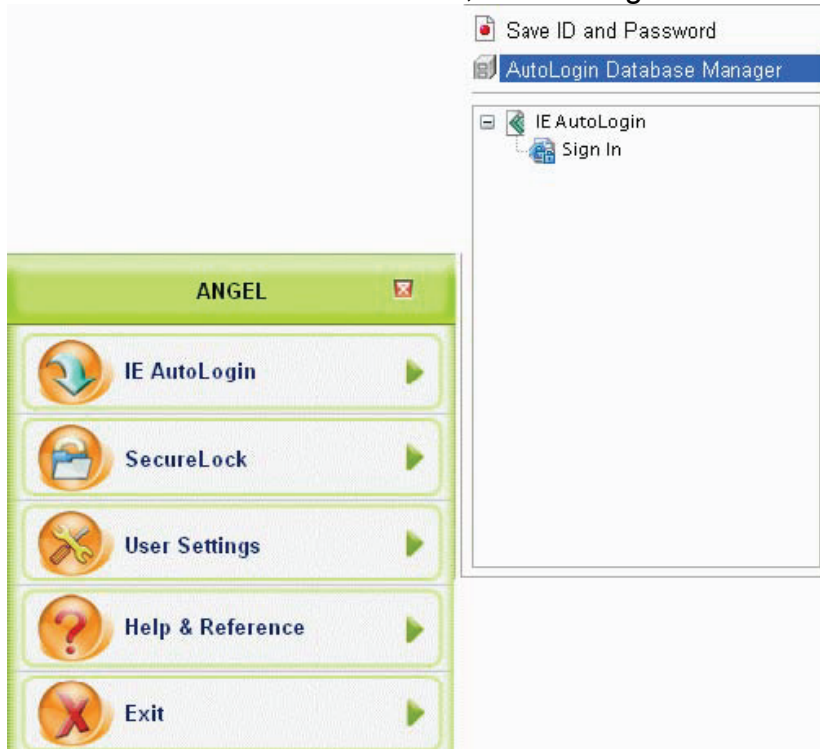 Save ID and Password
AutoLogin Database Manager
IE AutoLogin
Sign In
ANGEL
IE AutoLogin
SecureLock
User Settings
Help & Reference
Exit